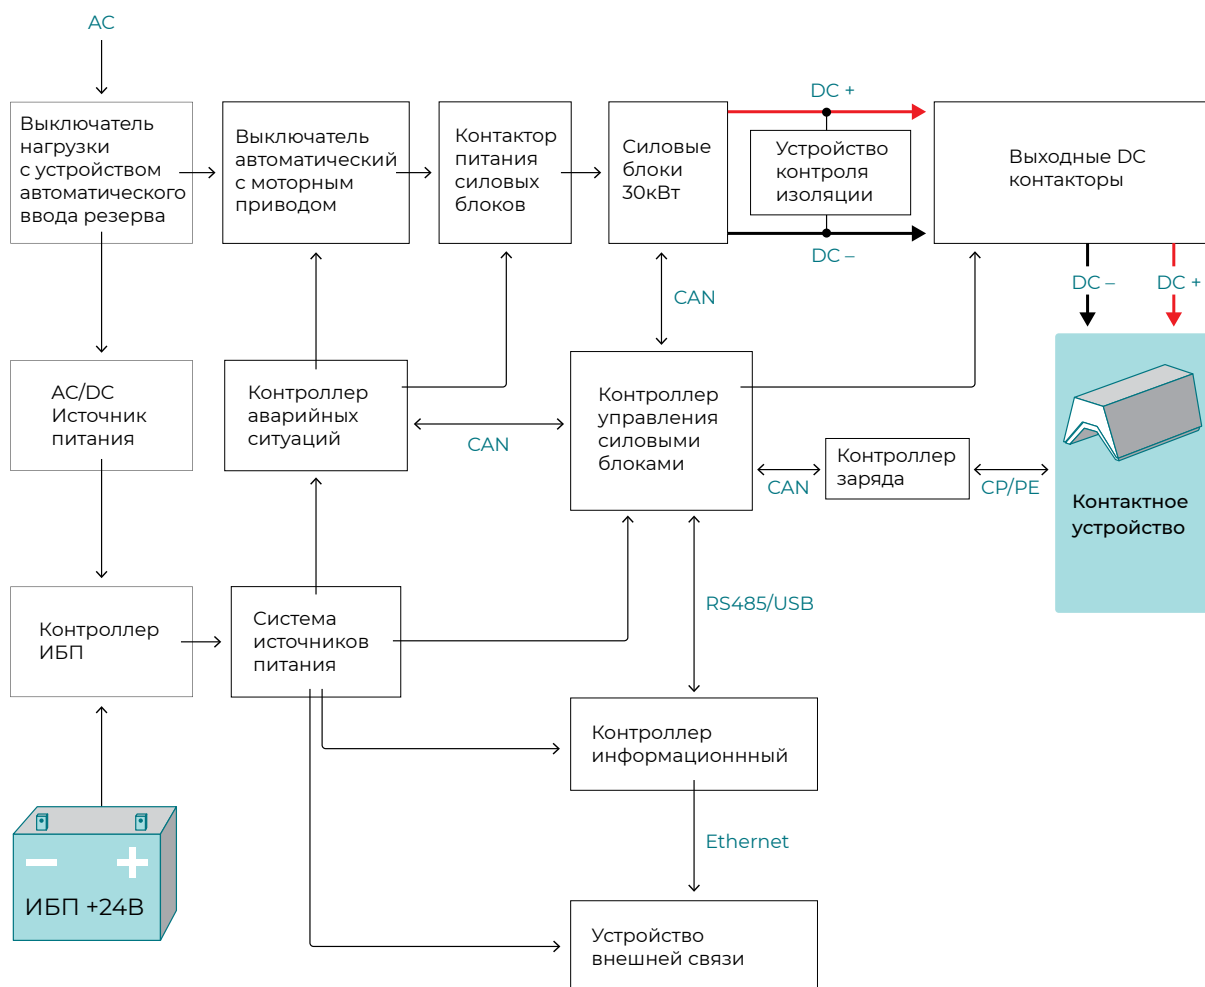 AC
Выключатель
нагрузки
с устройством
автоматического
ввода резерва
Выключатель
автоматический
с моторным
приводом
Контактор
питания
силовых
блоков
Силовые
блоки
30кВт
DC +
Устройство
контроля
изоляции
DC –
Выходные DC
контакторы
DC –
DC +
CAN
AC/DC
Источник
питания
Контроллер
аварийных
ситуаций
CAN
Контроллер
управления
силовыми
блоками
CAN
Контроллер
заряда
CP/PE
Контактное
устройство
Контроллер
ИБП
Система
источников
питания
RS485/USB
Контроллер
информационнный
Ethernet
ИБП +24В
Устройство
внешней связи